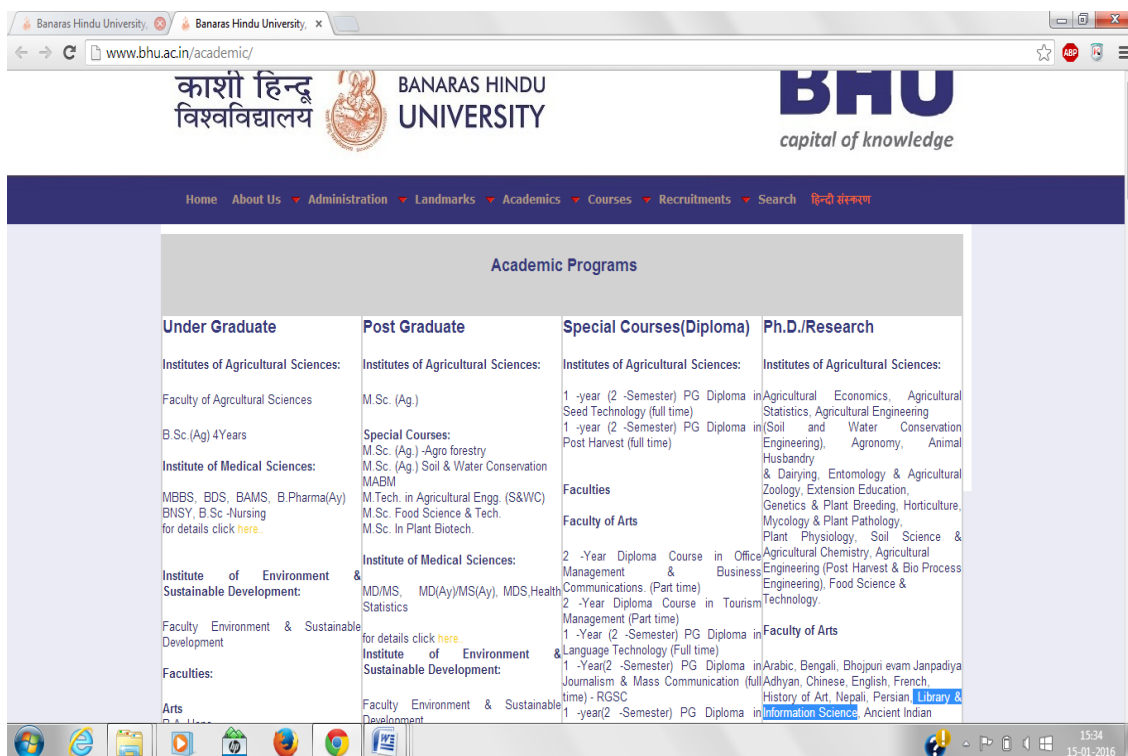 Banaras Hindu University,
Banaras Hindu University,
www.bhu.ac.in/academic/
ABP
काशी हिन्दू
विश्वविद्यालय
BANARAS HINDU
UNIVERSITY
BHU
capital of knowledge
Home About Us Administration Landmarks Academics Courses Recruitments Search हिन्दी संस्करण
Academic Programs
Under Graduate
Institutes of Agricultural Sciences:
Faculty of Agrcultural Sciences
B.Sc.(Ag) 4Years
Institute of Medical Sciences:
MBBS, BDS, BAMS, B.Pharma(Ay)
BNSY, B.Sc -Nursing
for details click here..
Institute of Environment &
Sustainable Development:
Faculty Environment & Sustainable
Development
Faculties:
Arts
Post Graduate
Institutes of Agricultural Sciences:
M.Sc. (Ag.)
Special Courses:
M.Sc. (Ag.) -Agro forestry
M.Sc. (Ag.) Soil & Water Conservation
MABM
M.Tech. in Agricultural Engg. (S&WC)
M.Sc. Food Science & Tech.
M.Sc. In Plant Biotech.
Institute of Medical Sciences:
MD/MS, MD(Ay)/MS(Ay), MDS,Health
Statistics
for details click here..
Institute of Environment &
Sustainable Development:
Faculty Environment & Sustainable
Development
Special Courses(Diploma)
Institutes of Agricultural Sciences:
1 -year (2 -Semester) PG Diploma in
Seed Technology (full time)
1 -year (2 -Semester) PG Diploma in
Post Harvest (full time)
Faculties
Faculty of Arts
2 -Year Diploma Course in Office
Management & Business
Communications. (Part time)
2 -Year Diploma Course in Tourism
Management (Part time)
1 -Year (2 -Semester) PG Diploma in
Language Technology (Full time)
1 -Year(2 -Semester) PG Diploma in
Journalism & Mass Communication (full
time) - RGSC
1 -year(2 -Semester) PG Diploma in
Ph.D./Research
Institutes of Agricultural Sciences:
Agricultural Economics, Agricultural
Statistics, Agricultural Engineering
(Soil and Water Conservation
Engineering), Agronomy, Animal
Husbandry
& Dairying, Entomology & Agricultural
Zoology, Extension Education,
Genetics & Plant Breeding, Horticulture,
Mycology & Plant Pathology,
Plant Physiology, Soil Science &
Agricultural Chemistry, Agricultural
Engineering (Post Harvest & Bio Process
Engineering), Food Science &
Technology.
Faculty of Arts
Arabic, Bengali, Bhojpuri evam Janpadiya
Adhyan, Chinese, English, French,
History of Art, Nepali, Persian, Library &
Information Science, Ancient Indian
15:34
15-01-2016